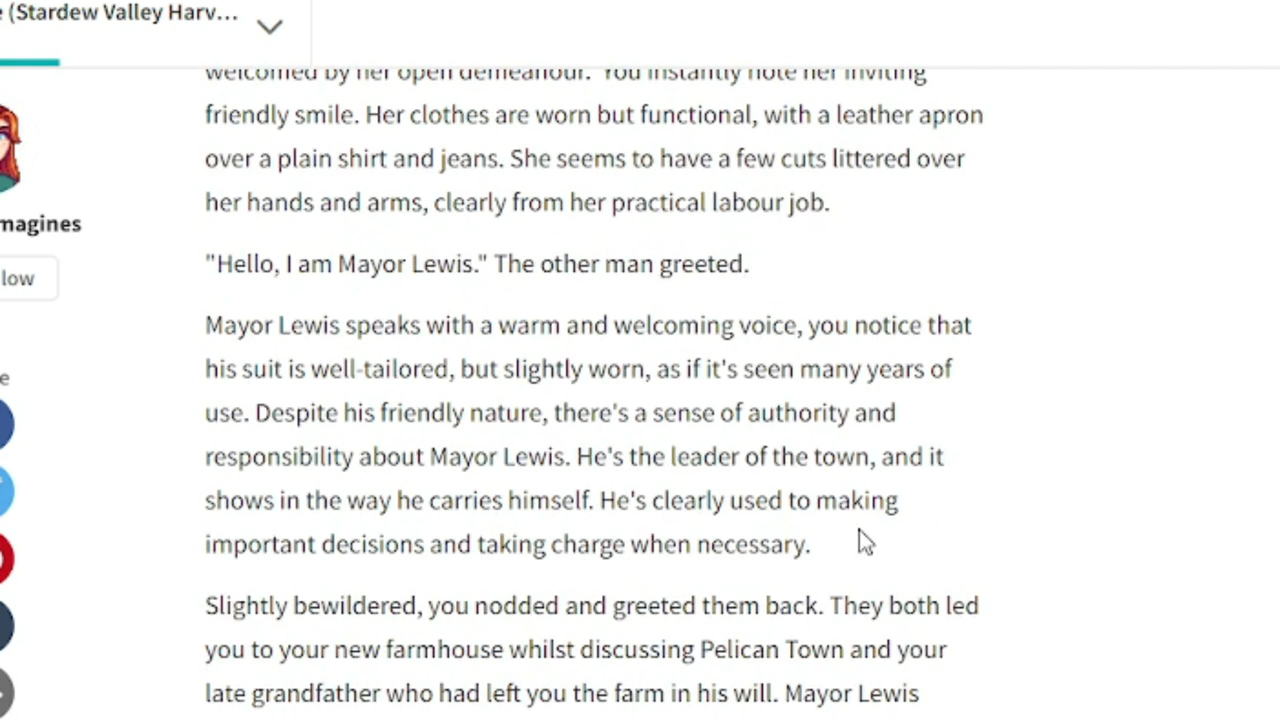 (Stardew Valley Harv...
welcomed by her open demeanour. You instantly note her inviting
friendly smile. Her clothes are worn but functional, with a leather apron
over a plain shirt and jeans. She seems to have a few cuts littered over
her hands and arms, clearly from her practical labour job.
magines
low
"Hello, I am Mayor Lewis." The other man greeted.
Mayor Lewis speaks with a warm and welcoming voice, you notice that
his suit is well-tailored, but slightly worn, as if it's seen many years of
use. Despite his friendly nature, there's a sense of authority and
responsibility about Mayor Lewis. He's the leader of the town, and it
shows in the way he carries himself. He's clearly used to making
important decisions and taking charge when necessary.
Slightly bewildered, you nodded and greeted them back. They both led
you to your new farmhouse whilst discussing Pelican Town and your
late grandfather who had left you the farm in his will. Mayor Lewis